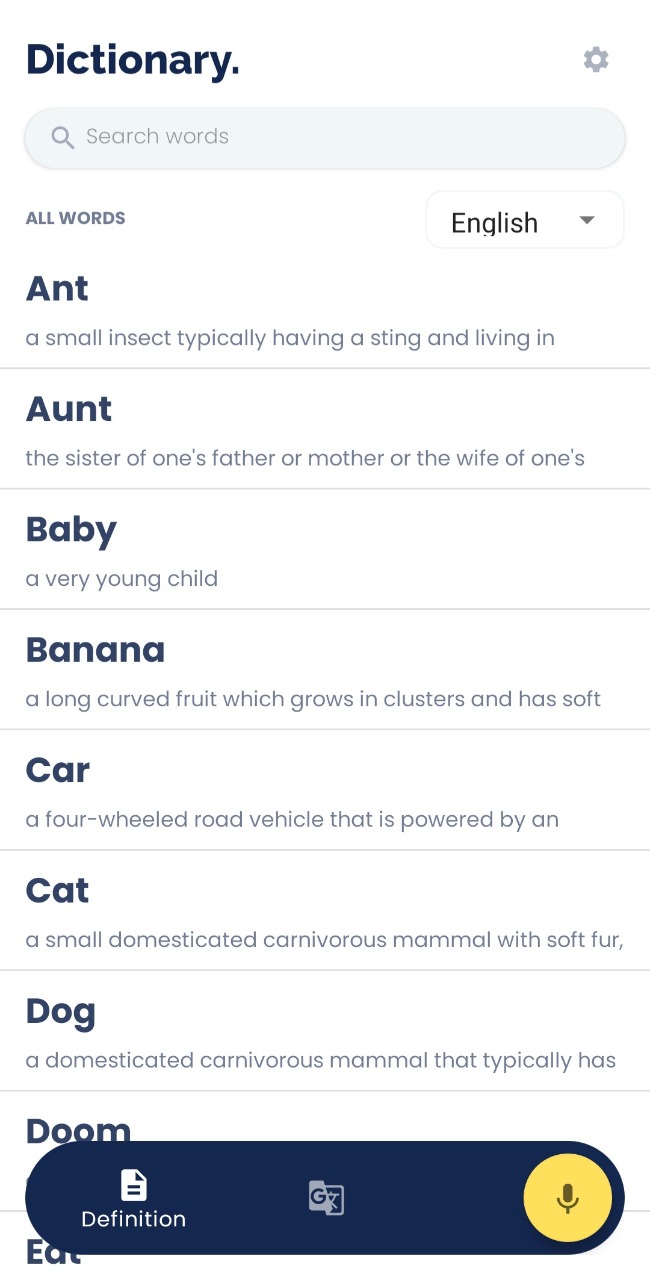 Dictionary.
Search words
ALL WORDS
English
Ant
a small insect typically having a sting and living in
Aunt
the sister of one's father or mother or the wife of one's
Baby
a very young child
Banana
a long curved fruit which grows in clusters and has soft
Car
a four-wheeled road vehicle that is powered by an
Cat
a small domesticated carnivorous mammal with soft fur,
Dog
a domesticated carnivorous mammal that typically has
Doom
Definition
Eat